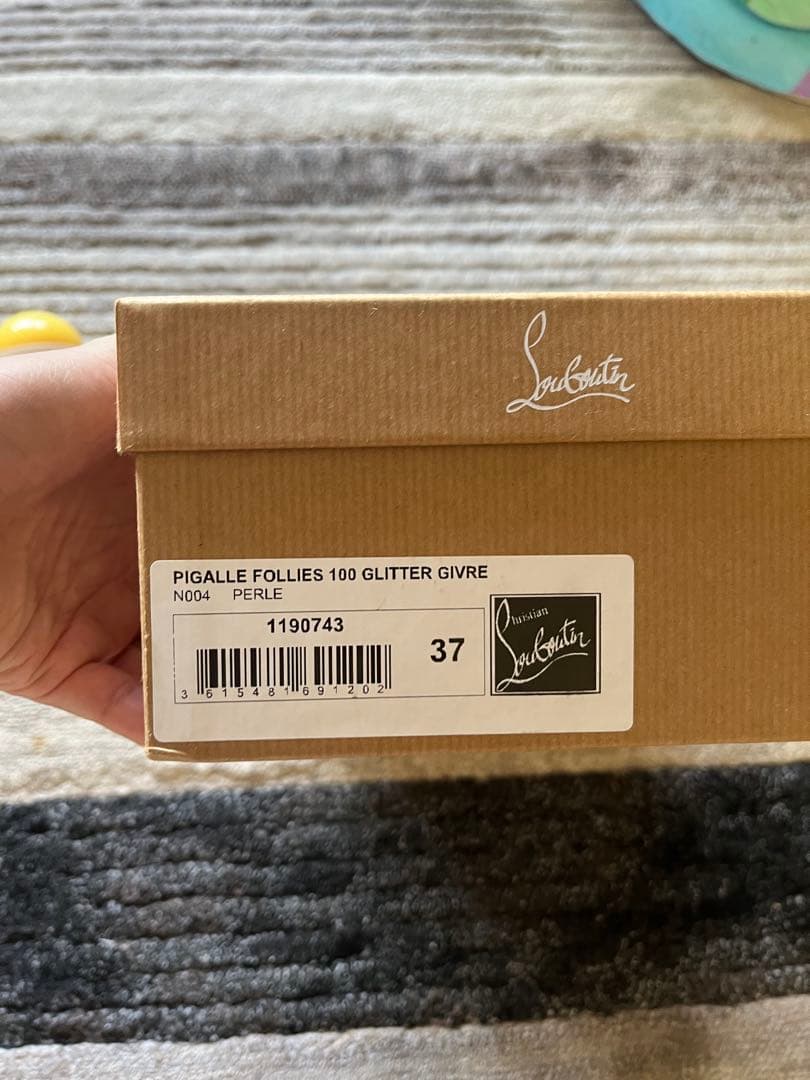 Louboutin
PIGALLE FOLLIES 100 GLITTER GIVRE
N004 PERLE
1190743
37
3 615481 691202
Christian
Louboutin